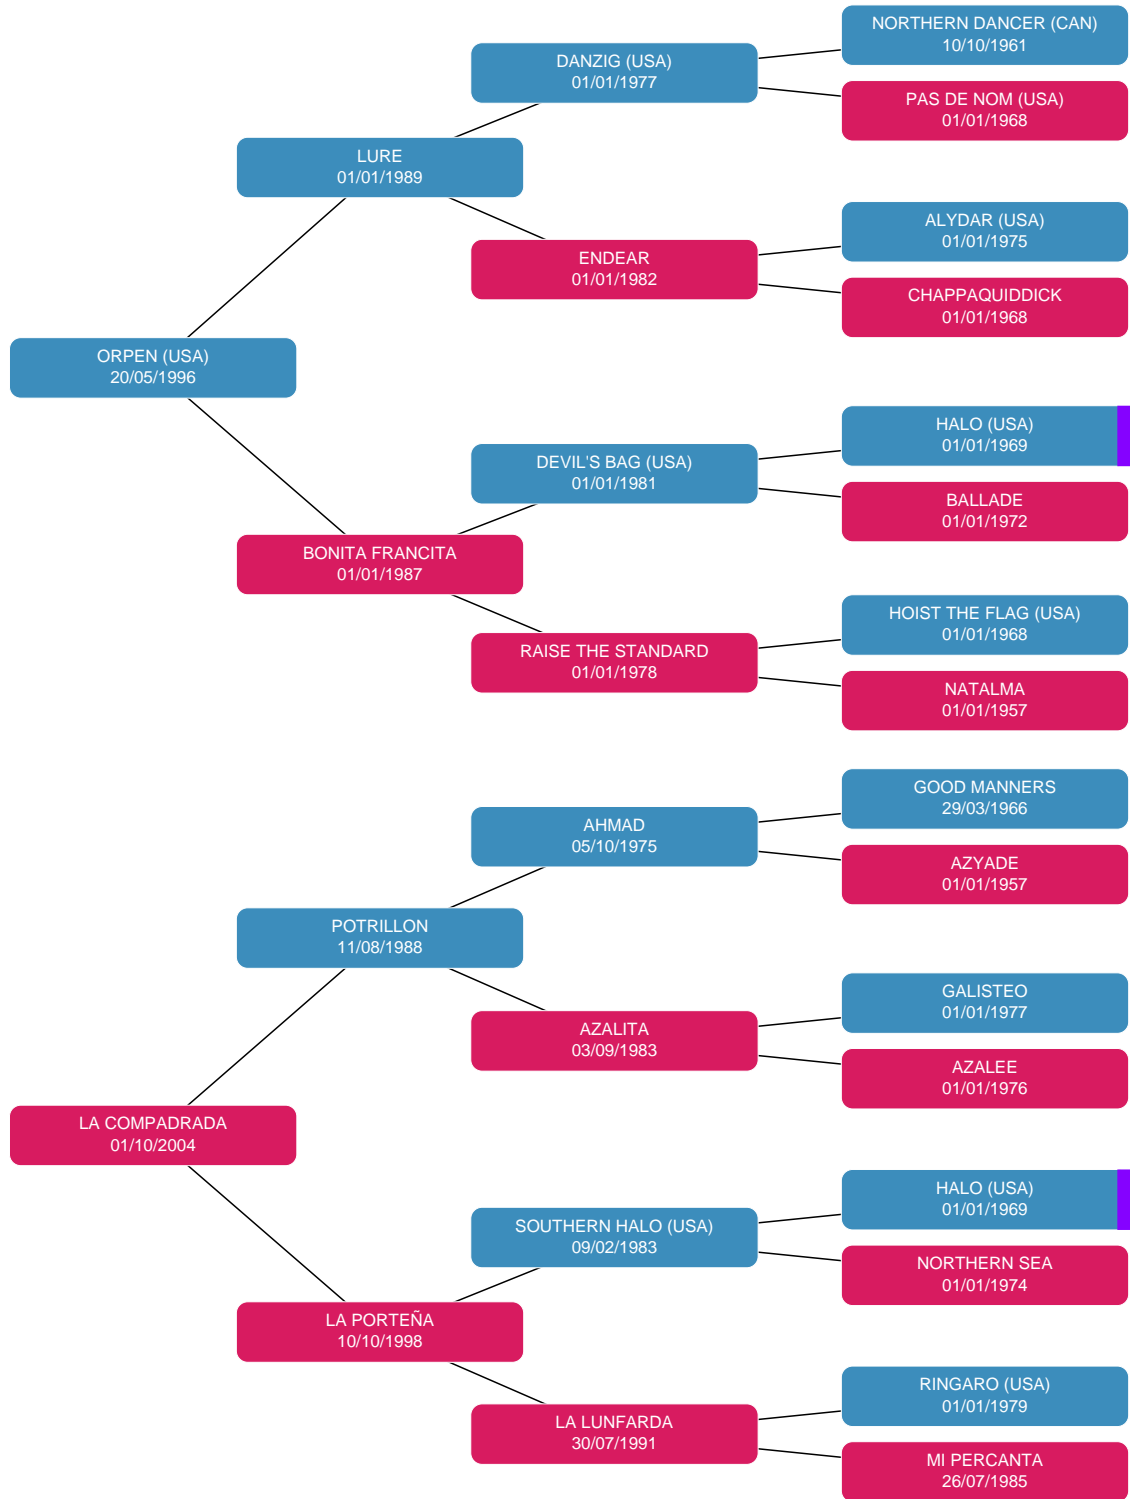 NORTHERN DANCER (CAN)
10/10/1961
DANZIG (USA)
01/01/1977
PAS DE NOM (USA)
01/01/1968
LURE
01/01/1989
ALYDAR (USA)
01/01/1975
ENDEAR
01/01/1982
CHAPPAQUIDDICK
01/01/1968
ORPEN (USA)
20/05/1996
HALO (USA)
01/01/1969
DEVIL'S BAG (USA)
01/01/1981
BALLADE
01/01/1972
BONITA FRANCITA
01/01/1987
HOIST THE FLAG (USA)
01/01/1968
RAISE THE STANDARD
01/01/1978
NATALMA
01/01/1957
GOOD MANNERS
29/03/1966
AHMAD
05/10/1975
AZYADE
01/01/1957
POTRILLON
11/08/1988
GALISTEO
01/01/1977
AZALITA
03/09/1983
AZALEE
01/01/1976
LA COMPADRADA
01/10/2004
HALO (USA)
01/01/1969
SOUTHERN HALO (USA)
09/02/1983
NORTHERN SEA
01/01/1974
LA PORTEÑA
10/10/1998
RINGARO (USA)
01/01/1979
LA LUNFARDA
30/07/1991
MI PERCANTA
26/07/1985